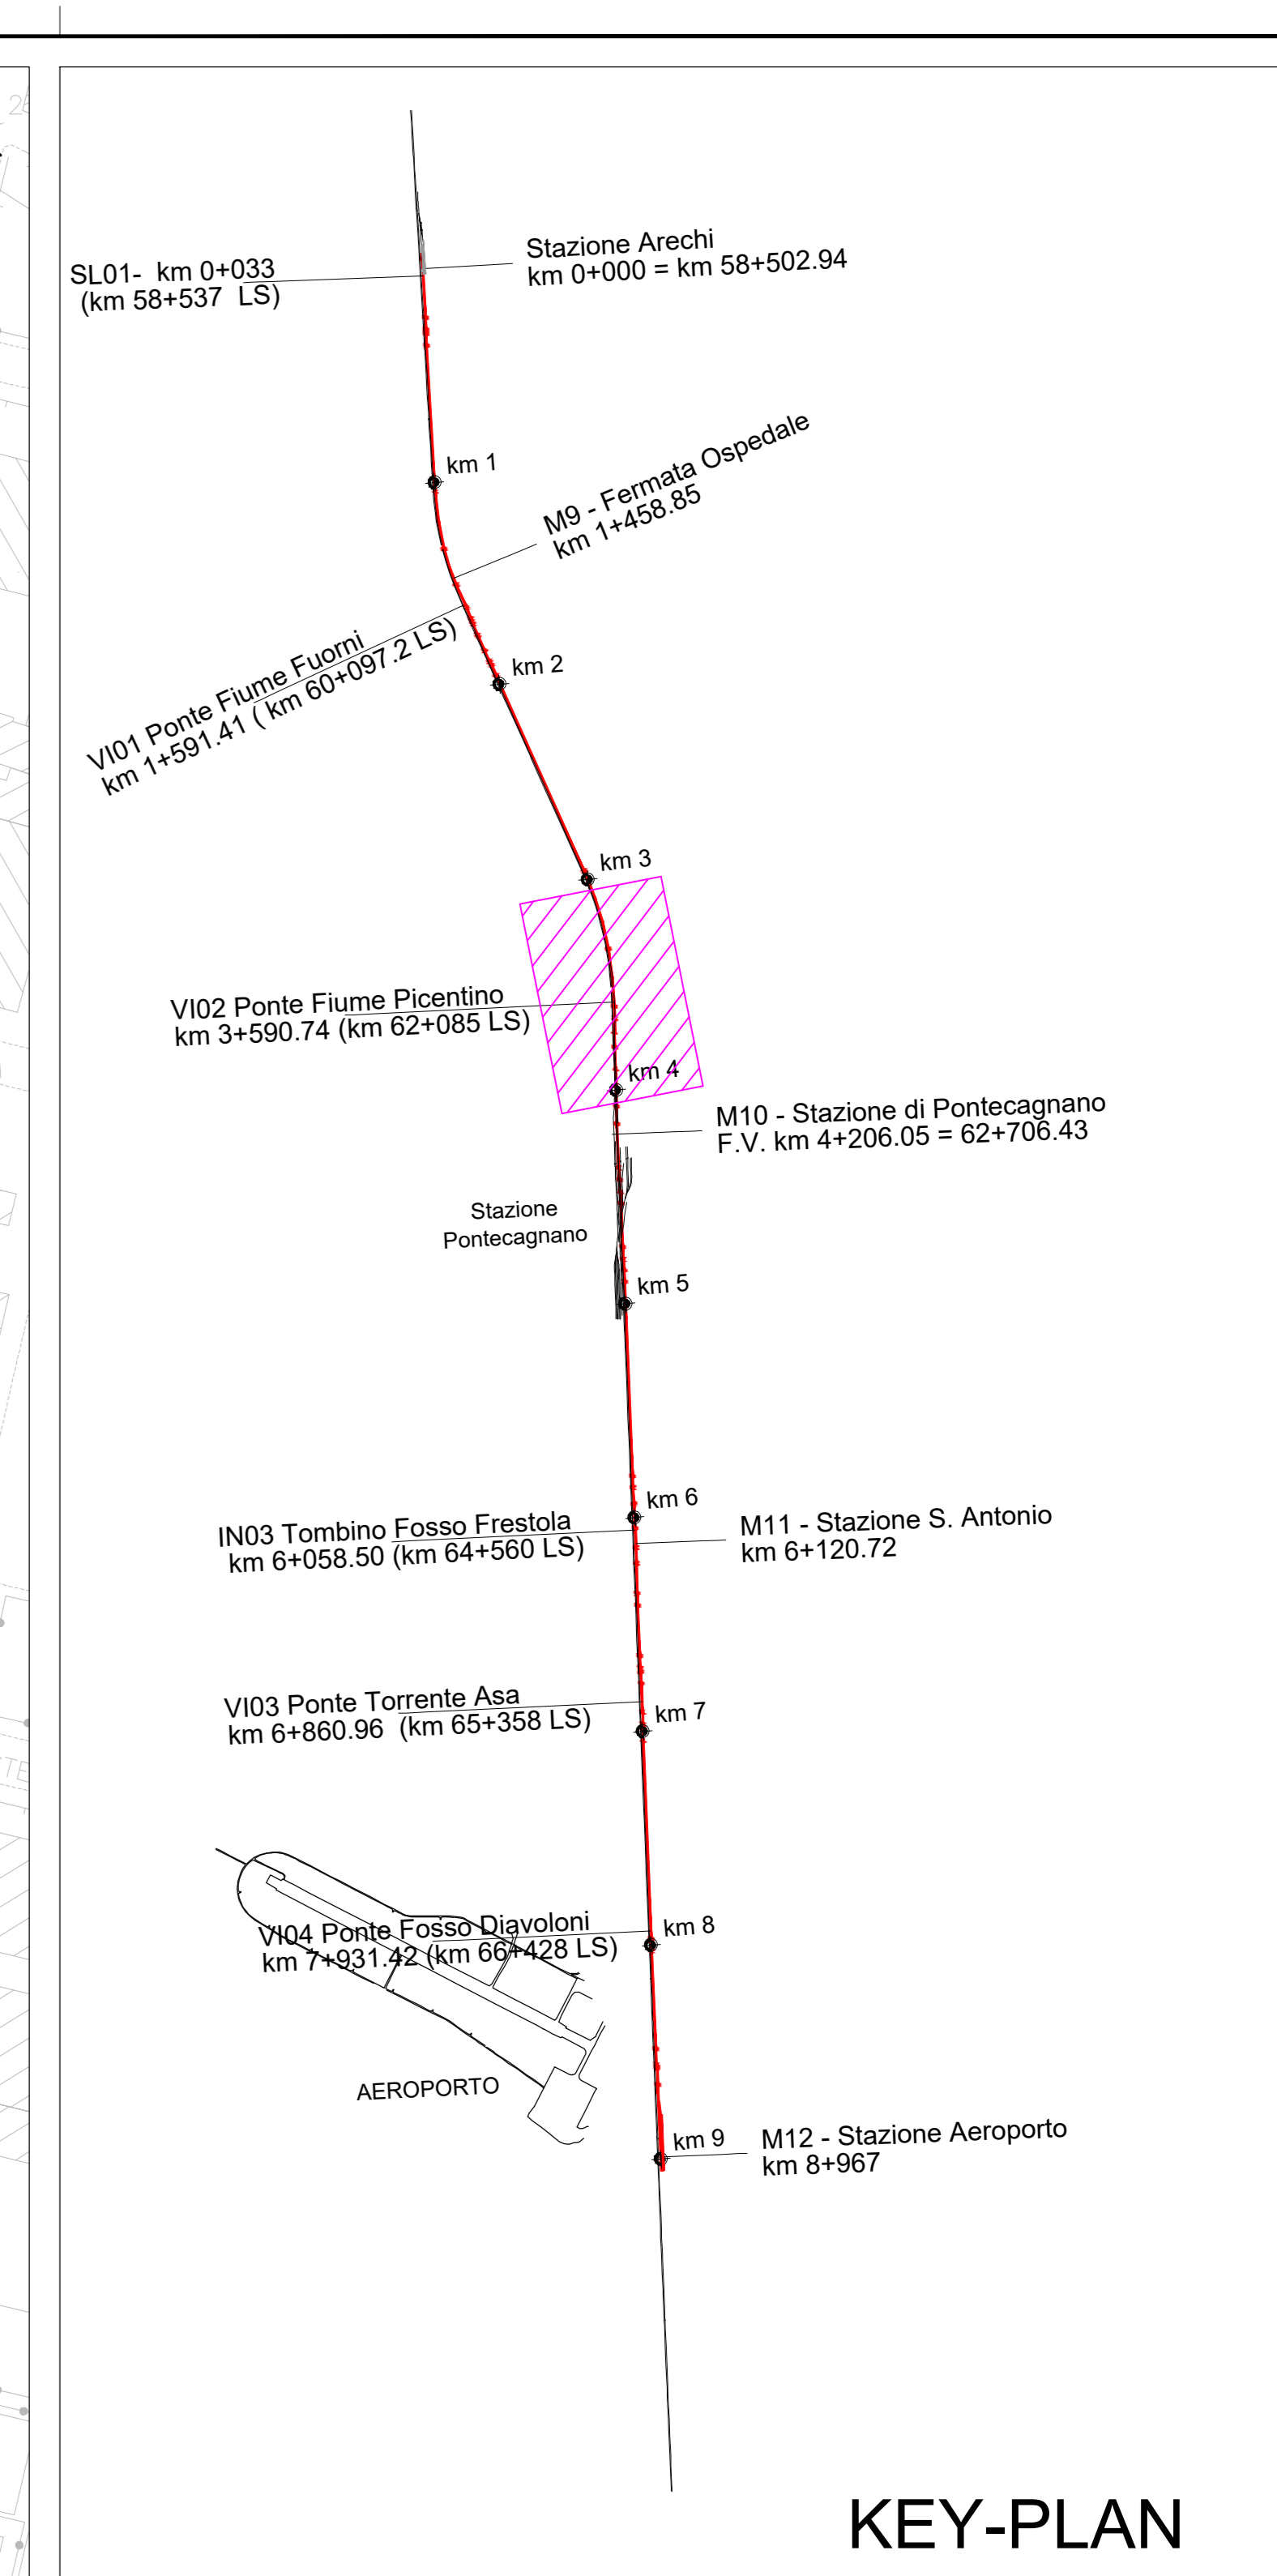 Stazione Arechi
km 0+000 = km 58+502.94
SL01-  km 0+033
(km 58+537  LS)
km 1
M9 - Fermata Ospedale
km 1+458.85
VI01 Ponte Fiume Fuorni
km 1+591.41 ( km 60+097.2 LS)
km 2
km 3
VI02 Ponte Fiume Picentino
km 3+590.74 (km 62+085 LS)
km 4
M10 - Stazione di Pontecagnano
F.V. km 4+206.05 = 62+706.43
Stazione
Pontecagnano
km 5
km 6
IN03 Tombino Fosso Frestola
km 6+058.50 (km 64+560 LS)
M11 - Stazione S. Antonio
km 6+120.72
VI03 Ponte Torrente Asa
km 6+860.96  (km 65+358 LS)
km 7
VI04 Ponte Fosso Diavoloni
km 7+931.42 (km 66+428 LS)
km 8
AEROPORTO
km 9
M12 - Stazione Aeroporto
km 8+967
KEY-PLAN